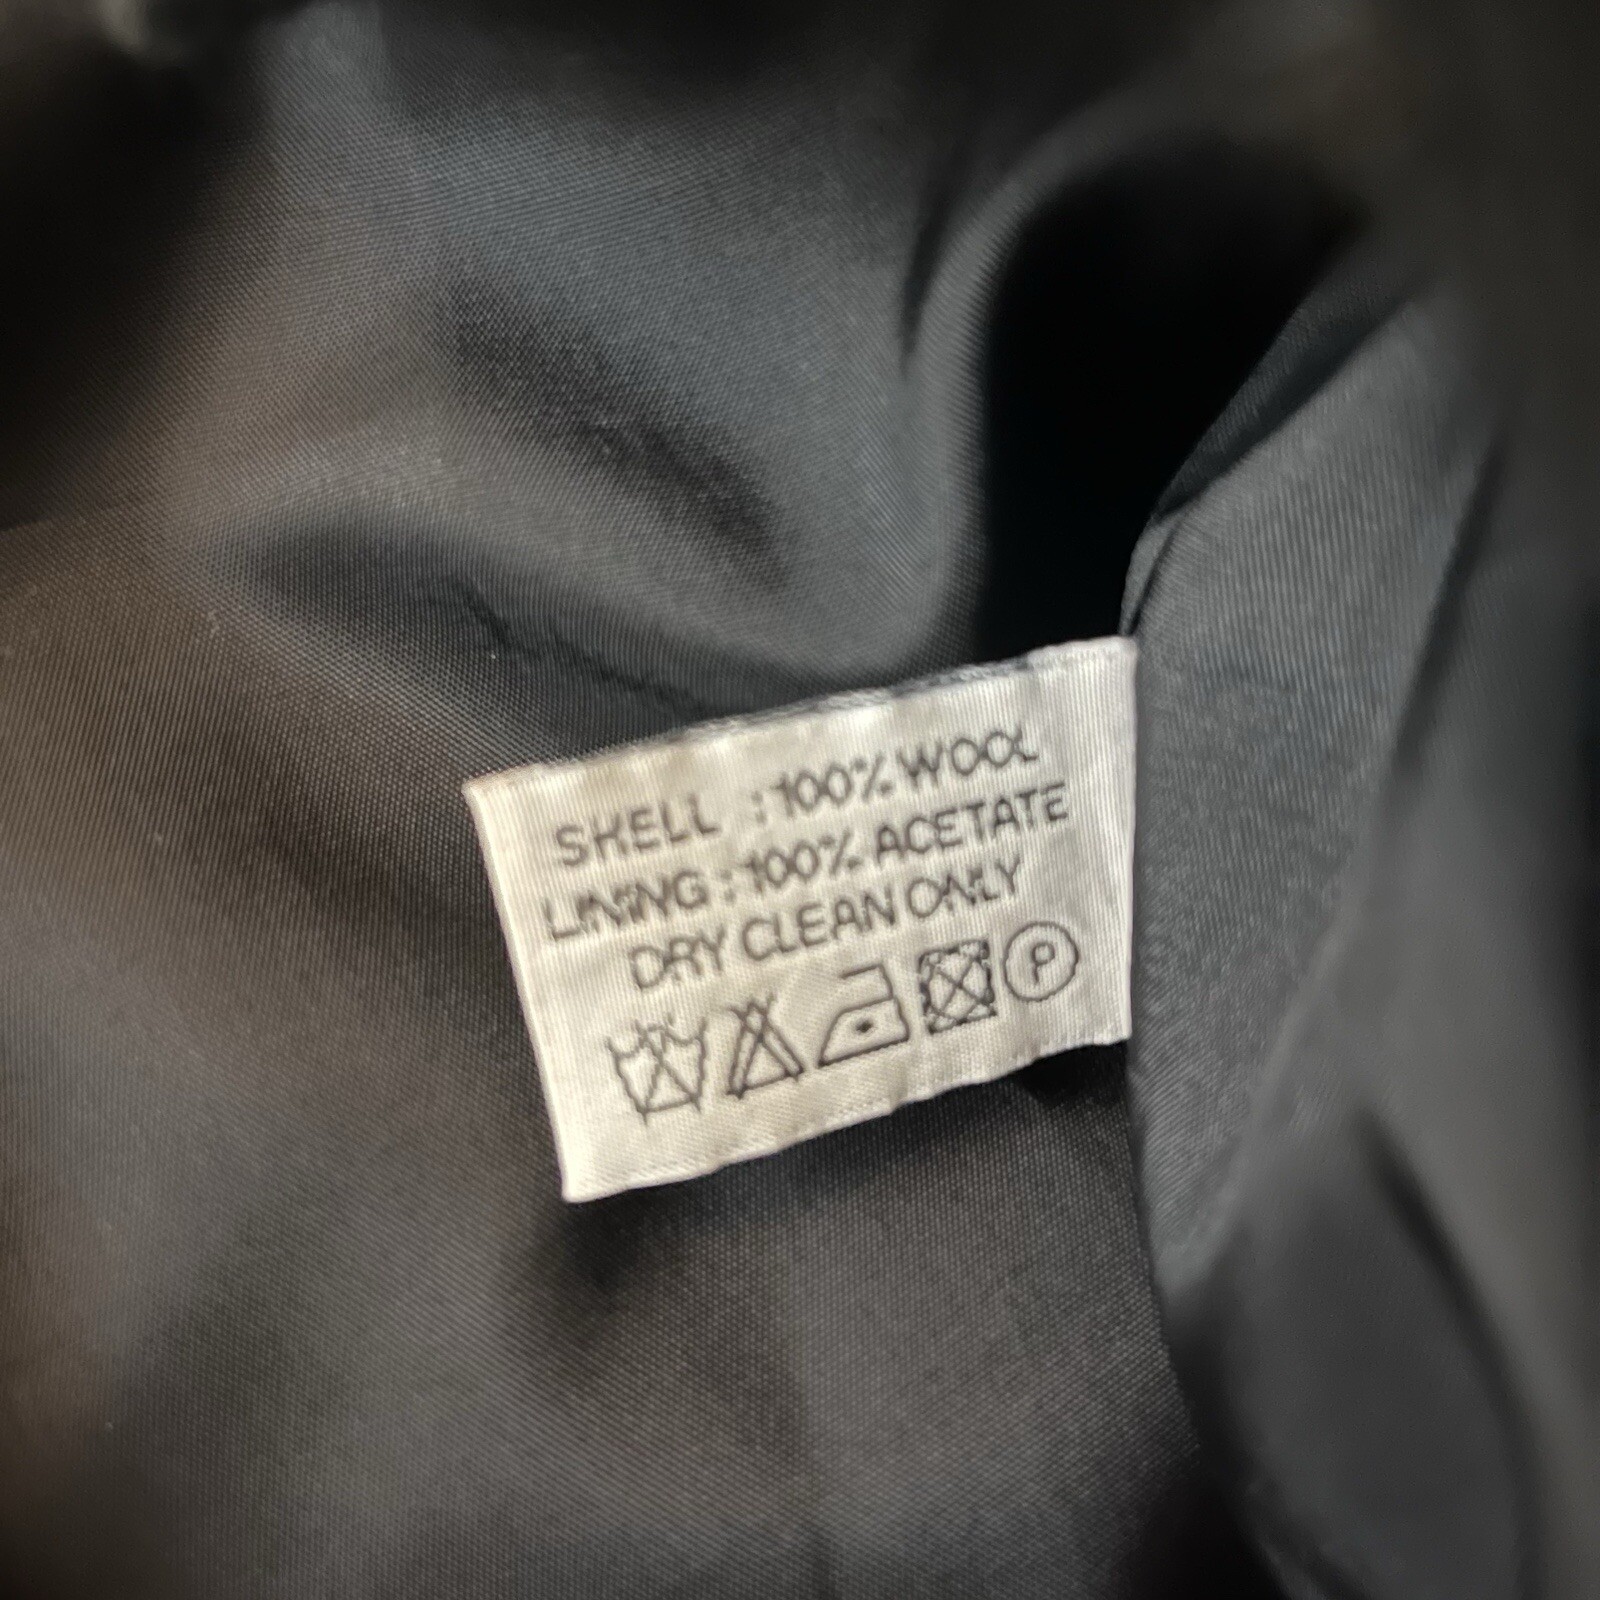 SHELL : 100% WOOL
LINING : 100% ACETATE
DRY CLEAN ONLY
P